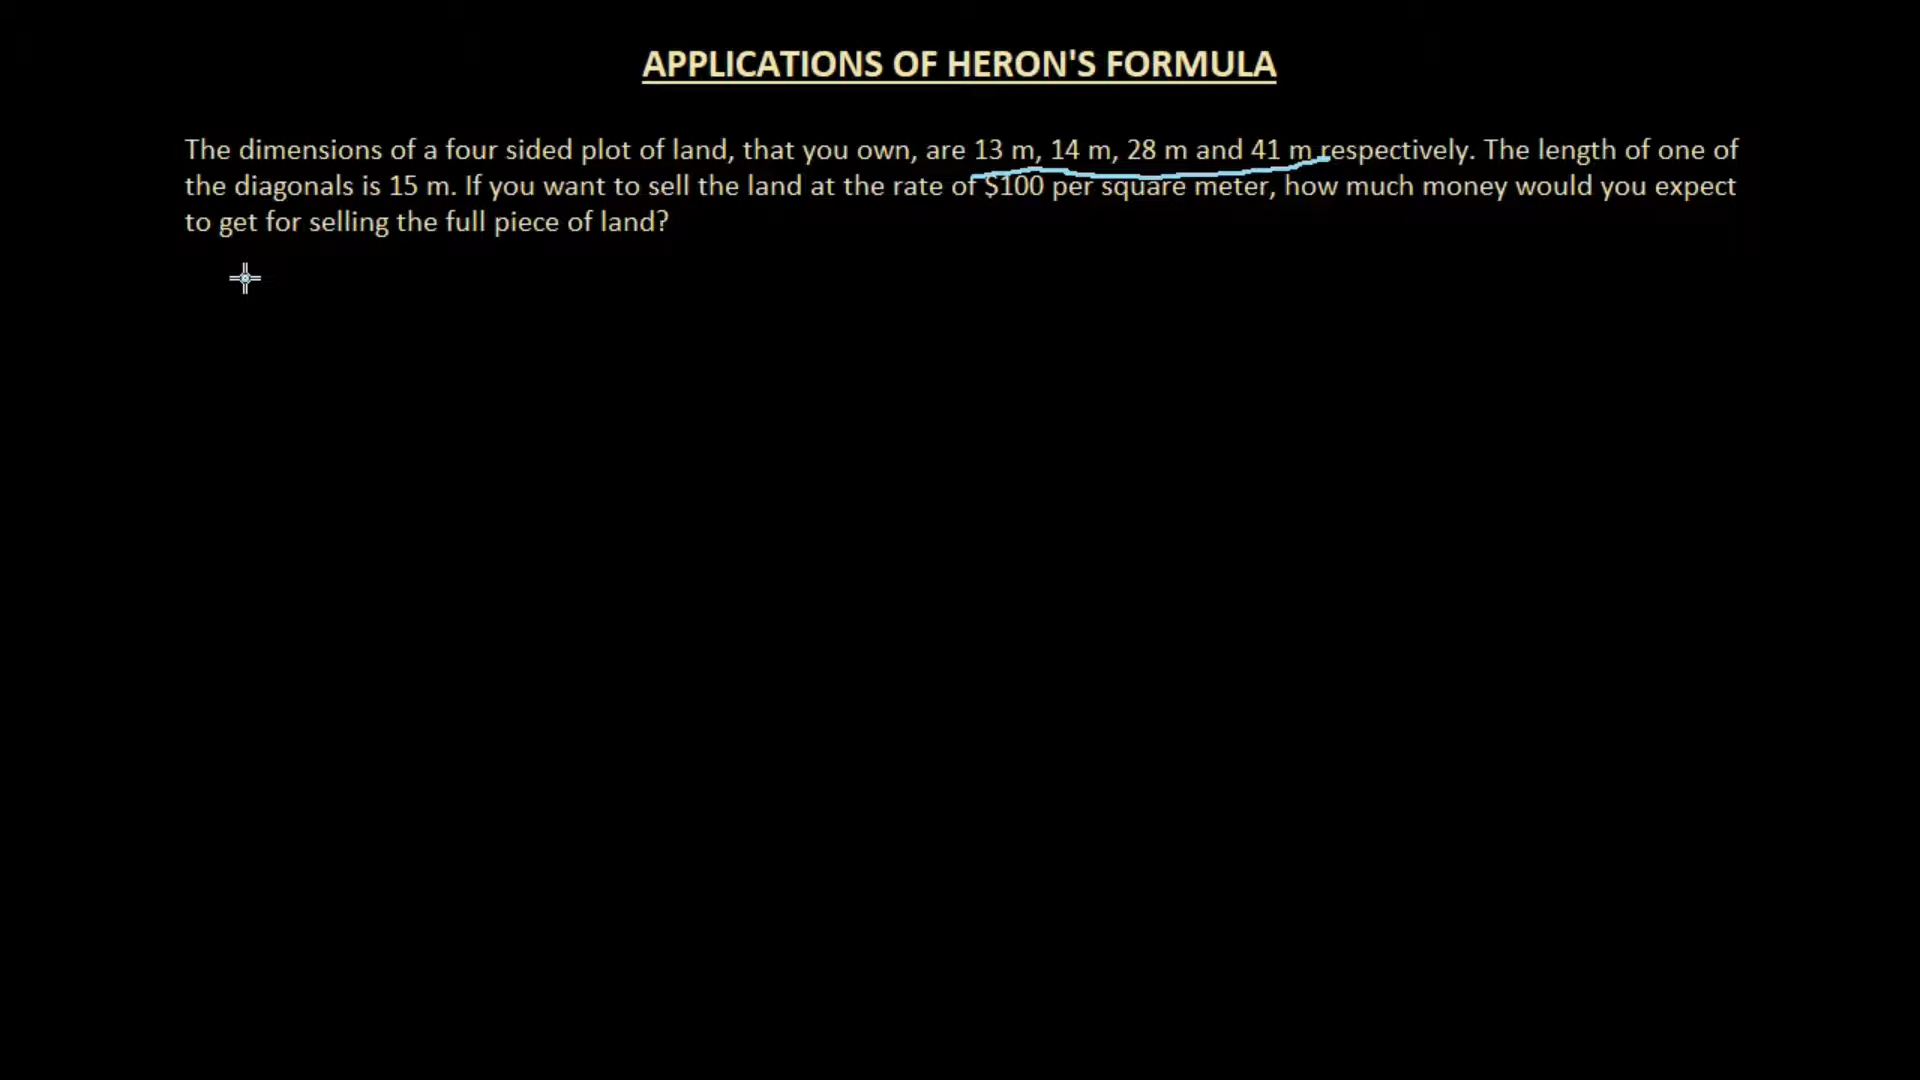 APPLICATIONS OF HERON'S FORMULA
The dimensions of a four sided plot of land, that you own, are 13 m, 14 m, 28 m and 41 m respectively. The length of one of
the diagonals is 15 m. If you want to sell the land at the rate of $100 per square meter, how much money would you expect
to get for selling the full piece of land?